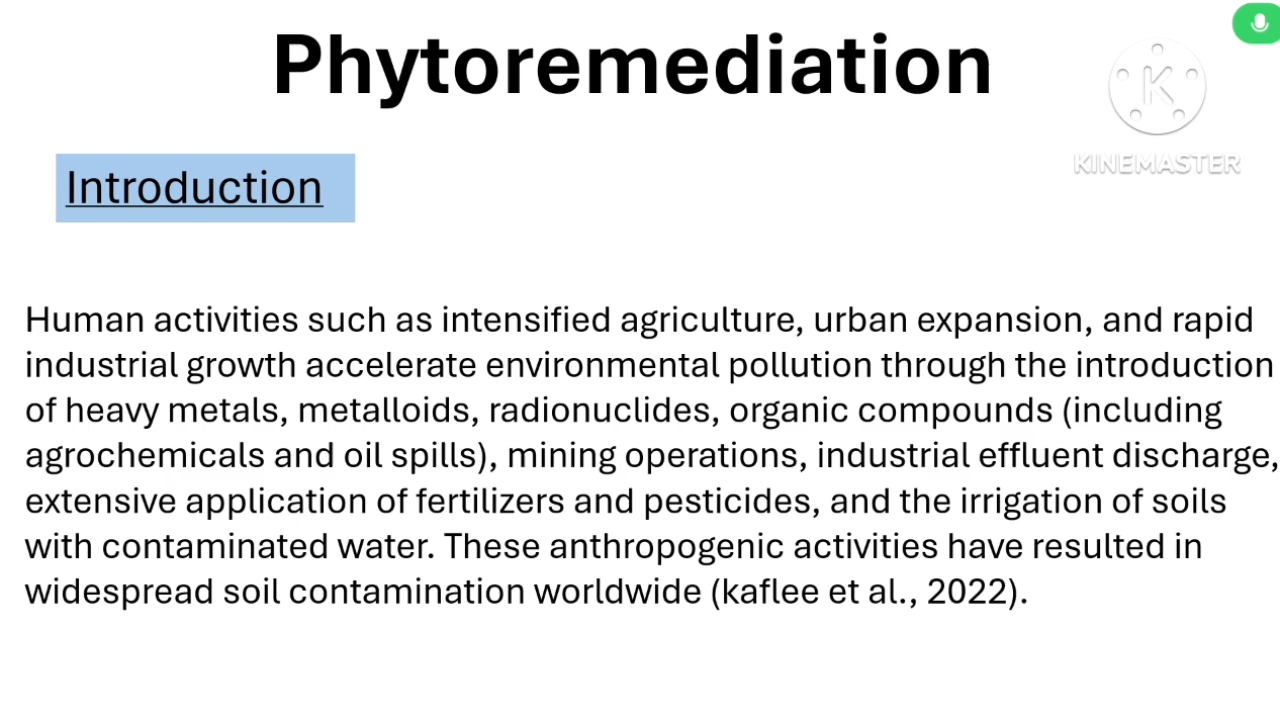 Phytoremediation
K
KINEMASTER
Introduction
Human activities such as intensified agriculture, urban expansion, and rapid
industrial growth accelerate environmental pollution through the introduction
of heavy metals, metalloids, radionuclides, organic compounds (including
agrochemicals and oil spills), mining operations, industrial effluent discharge,
extensive application of fertilizers and pesticides, and the irrigation of soils
with contaminated water. These anthropogenic activities have resulted in
widespread soil contamination worldwide (kaflee et al., 2022).